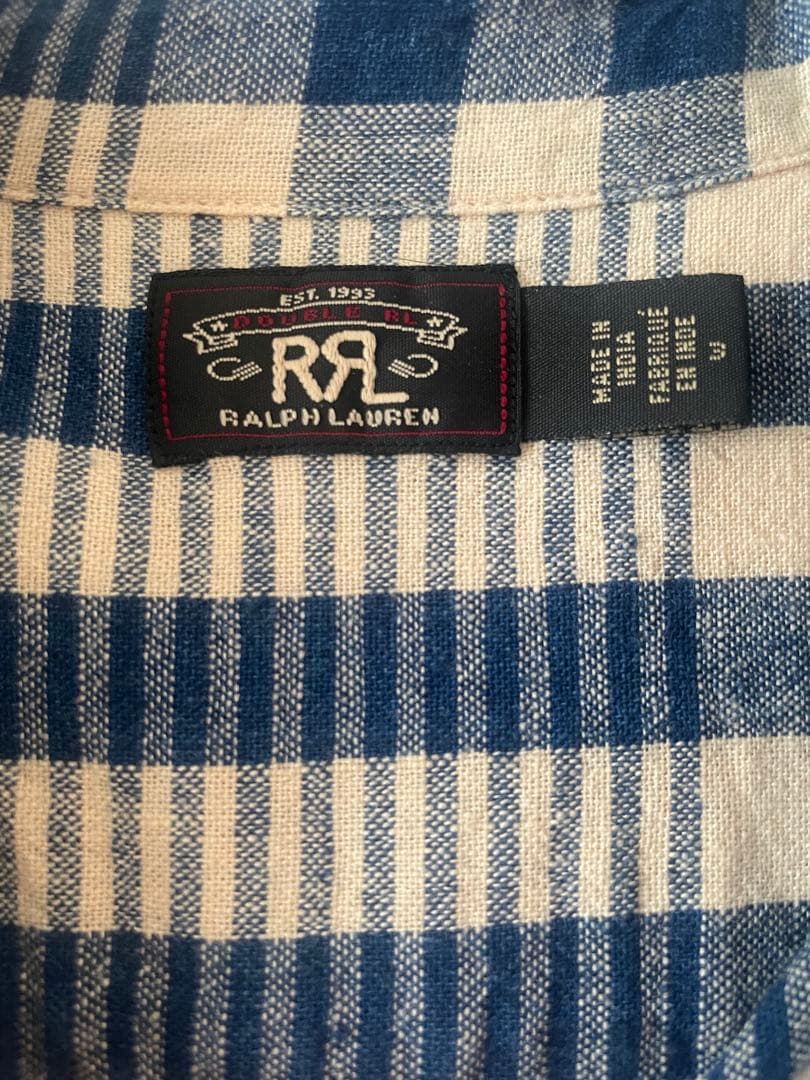 EST. 1993
DOUBLE RL
RRL
RALPH LAUREN
MADE IN
INDIA
FABRIQUÉ
EN INDE
U